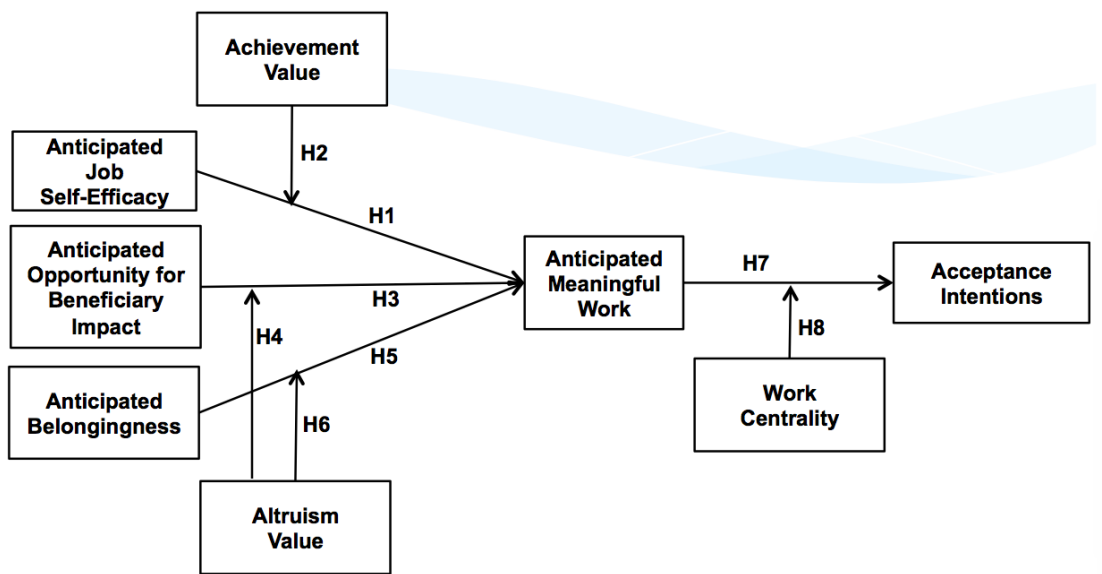 Achievement
Value
Anticipated
Job
Self-Efficacy
H2
H1
Anticipated
Opportunity for
Beneficiary
Impact
H3
H4
Anticipated
Meaningful
Work
H7
Acceptance
Intentions
H8
H5
Anticipated
Belongingness
H6
Work
Centrality
Altruism
Value